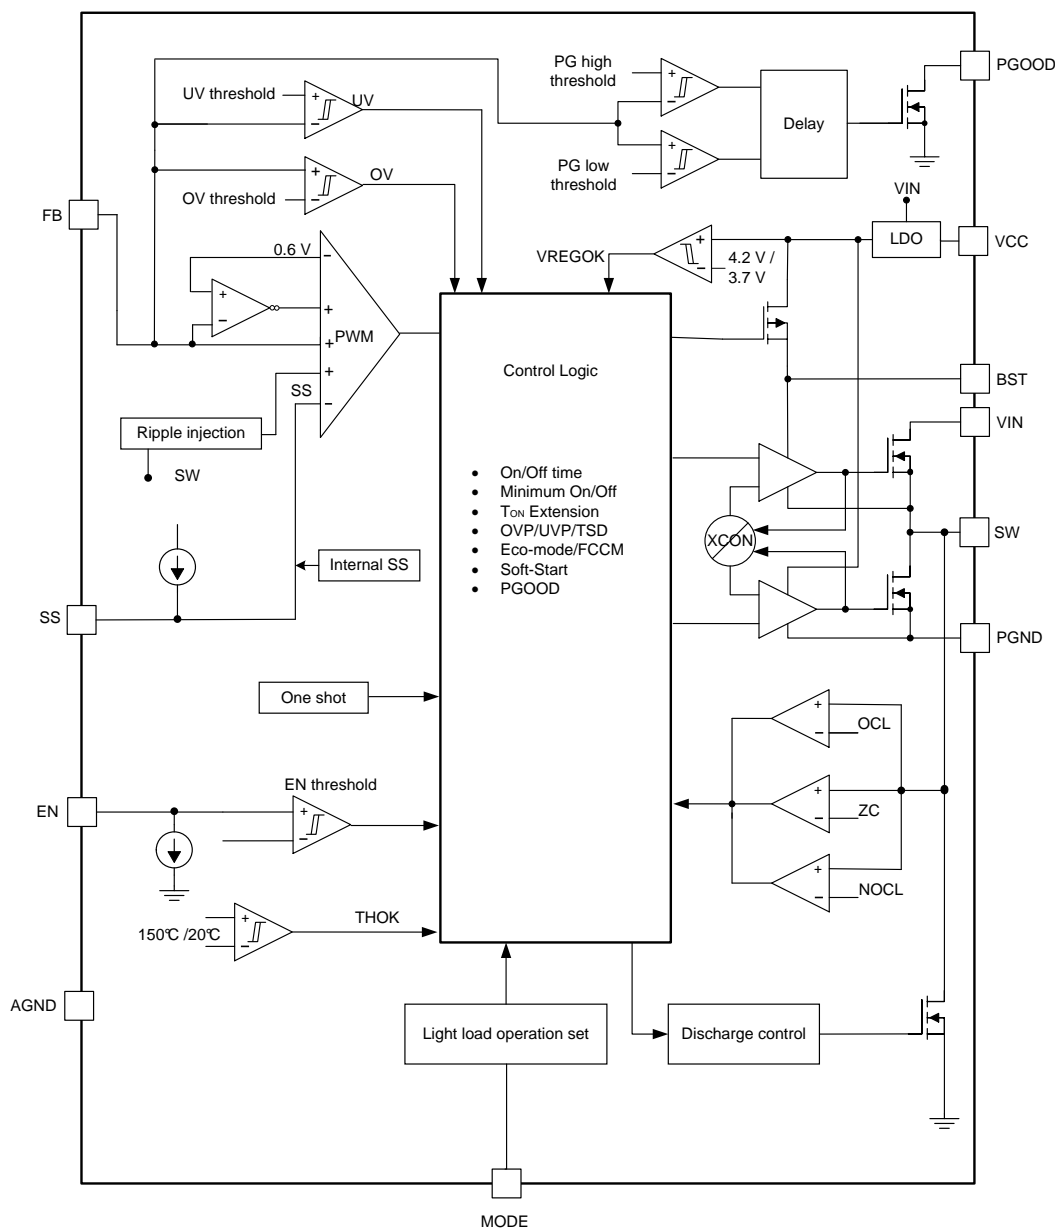 PG high
threshold
PGOOD
UV threshold
+
−
UV
+
−
Delay
+
−
PG low
threshold
OV threshold
+
−
OV
FB
VIN
LDO
VCC
0.6 V
−
VREGOK
+
−
4.2 V /
3.7 V
+
−
+
+
PWM
+
SS
−
Control Logic
BST
VIN
Ripple injection
SW
• On/Off time
• Minimum On/Off
• TON Extension
• OVP/UVP/TSD
• Eco-mode/FCCM
• Soft-Start
• PGOOD
XCON
SW
Internal SS
SS
PGND
One shot
+
−
OCL
EN threshold
EN
+
−
+
−
ZC
+
−
NOCL
THOK
+
−
150°C /20°C
AGND
Light load operation set
Discharge control
MODE